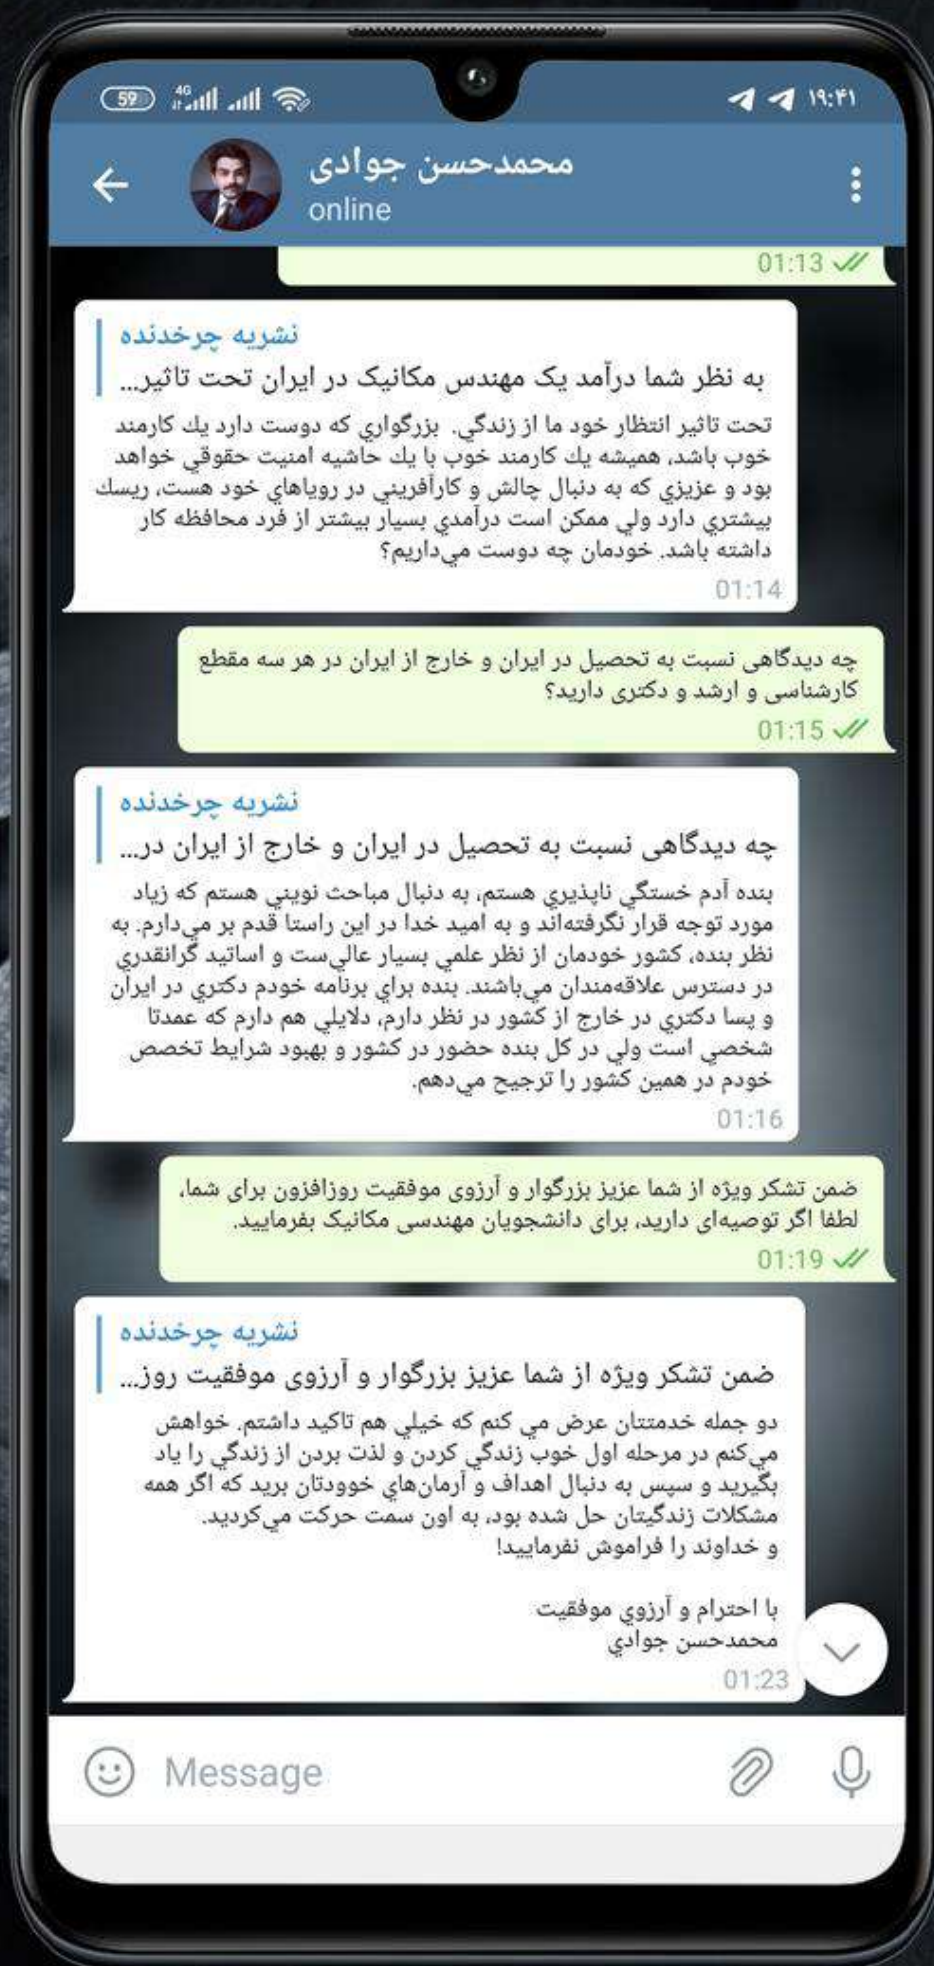 59 4G ۱۹:۴۱
محمدحسن جوادی
online
01:13
نشریه چرخدنده
به نظر شما درآمد یک مهندس مکانیک در ایران تحت تاثیر...
تحت تاثير انتظار خود ما از زندگي. بزرگواري كه دوست دارد يك كارمند
خوب باشد، هميشه يك كارمند خوب با يك حاشيه امنيت حقوقي خواهد
بود و عزيزي كه به دنبال چالش و كارآفريني در روياهاي خود هست، ريسك
بيشتري دارد ولي ممكن است درآمدي بسيار بيشتر از فرد محافظه كار
داشته باشد. خودمان چه دوست مي‌داريم؟
01:14
چه دیدگاهی نسبت به تحصیل در ایران و خارج از ایران در هر سه مقطع
کارشناسی و ارشد و دکتری دارید؟
01:15
نشریه چرخدنده
چه دیدگاهی نسبت به تحصیل در ایران و خارج از ایران در...
بنده آدم خستگي ناپذيري هستم، به دنبال مباحث نويني هستم كه زياد
مورد توجه قرار نگرفته‌اند و به اميد خدا در اين راستا قدم بر مي‌دارم. به
نظر بنده، كشور خودمان از نظر علمي بسيار عالي‌ست و اساتيد گرانقدري
در دسترس علاقه‌مندان مي‌باشند. بنده براي برنامه خودم دكتري در ايران
و پسا دكتري در خارج از كشور در نظر دارم، دلايلي هم دارم كه عمدتا
شخصي است ولي در كل بنده حضور در كشور و بهبود شرايط تخصص
خودم در همين كشور را ترجيح مي‌دهم.
01:16
ضمن تشکر ویژه از شما عزیز بزرگوار و آرزوی موفقیت روزافزون برای شما،
لطفا اگر توصیه‌ای دارید، برای دانشجویان مهندسی مکانیک بفرمایید.
01:19
نشریه چرخدنده
ضمن تشکر ویژه از شما عزیز بزرگوار و آرزوی موفقیت روز...
دو جمله خدمتتان عرض مي كنم كه خيلي هم تاكيد داشتم. خواهش
مي‌كنم در مرحله اول خوب زندگي كردن و لذت بردن از زندگي را ياد
بگيريد و سپس به دنبال اهداف و آرمان‌هاي خوودتان بريد كه اگر همه
مشكلات زندگيتان حل شده بود، به اون سمت حركت مي‌كرديد.
و خداوند را فراموش نفرماييد!
با احترام و آرزوي موفقيت
محمدحسن جوادي
01:23
Message